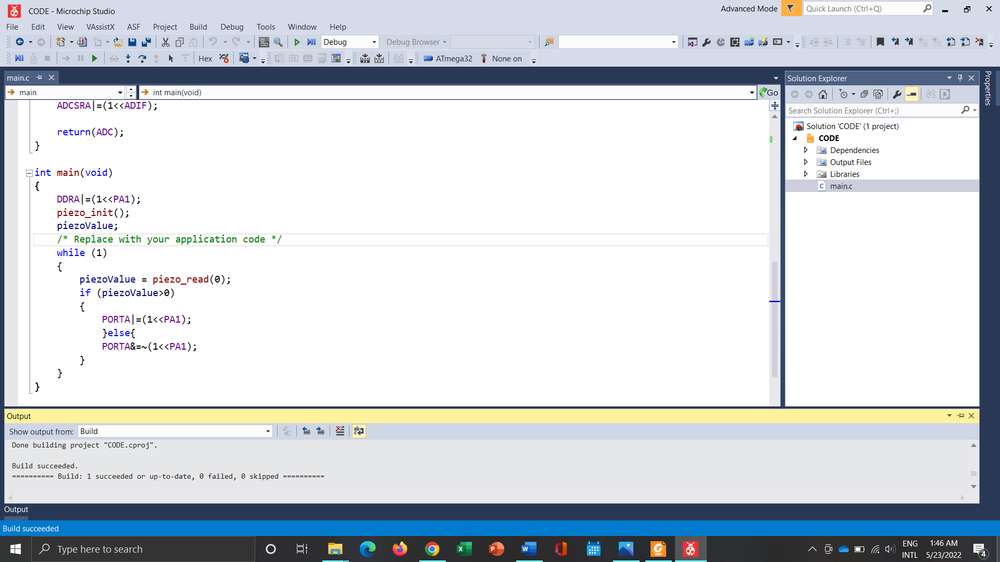 CODE - Microchip Studio
Advanced Mode
Quick Launch (Ctrl+Q)
File Edit View VAssistX ASF Project Build Debug Tools Window Help
Debug
Debug Browser
Hex
ATmega32
None on
main.c
main
int main(void)
Go
ADCSRA|=(1<<ADIF);
return(ADC);
}
int main(void)
{
DDRA|=(1<<PA1);
piezo_init();
piezoValue;
/* Replace with your application code */
while (1)
{
piezoValue = piezo_read(0);
if (piezoValue>0)
{
PORTA|=(1<<PA1);
}else{
PORTA&=~(1<<PA1);
}
}
}
Solution Explorer
Search Solution Explorer (Ctrl+;)
Solution 'CODE' (1 project)
CODE
Dependencies
Output Files
Libraries
main.c
Properties
Output
Show output from: Build
Done building project "CODE.cproj".
Build succeeded.
========== Build: 1 succeeded or up-to-date, 0 failed, 0 skipped ==========
Output
Build succeeded
Type here to search
ENG
INTL
1:46 AM
5/23/2022
4